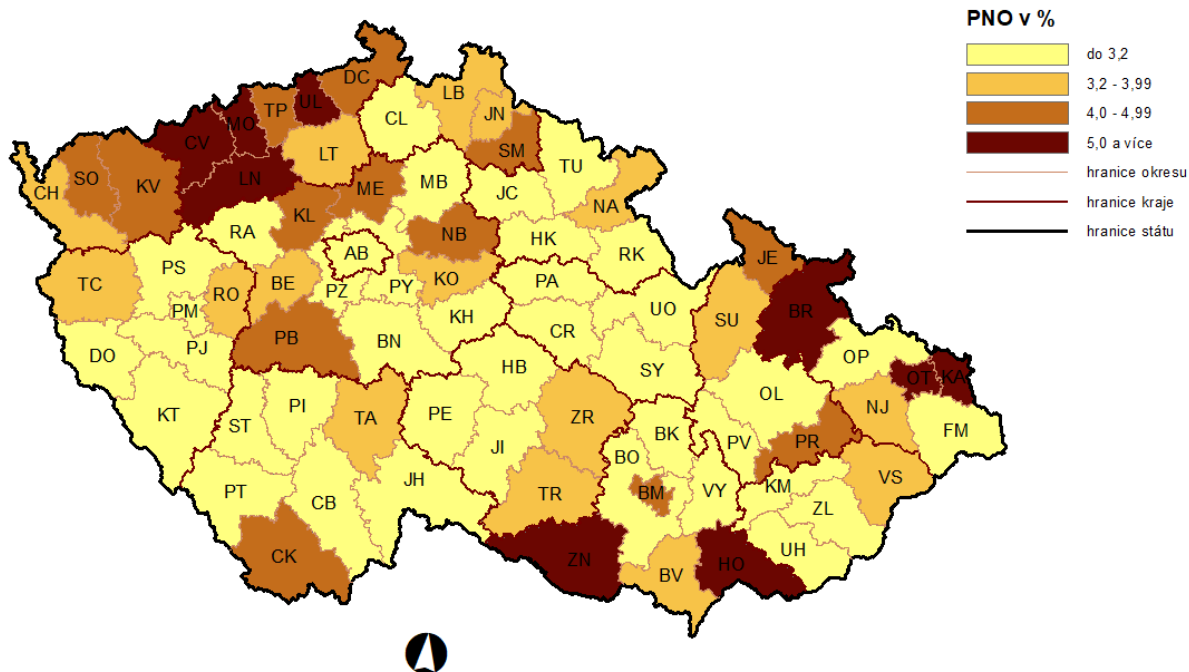 PNO v %
do 3,2
3,2 - 3,99
4,0 - 4,99
5,0 a více
hranice okresu
hranice kraje
hranice státu
DC
LB
UL
JN
TP
MO
CL
CV
SM
LT
TU
SO
ME
MB
CH
KV
LN
JC
KL
NA
RA
NB
HK
AB
RK
JE
PS
TC
RO
BE
PZ
PY
KO
PA
PM
UO
SU
BR
PB
KH
CR
DO
PJ
BN
OP
HB
SY
OT
KA
KT
PI
OL
NJ
ST
TA
PE
ZR
BK
FM
JI
PV
PR
BO
VS
PT
JH
TR
BM
VY
KM
CB
ZL
CK
ZN
HO
UH
BV